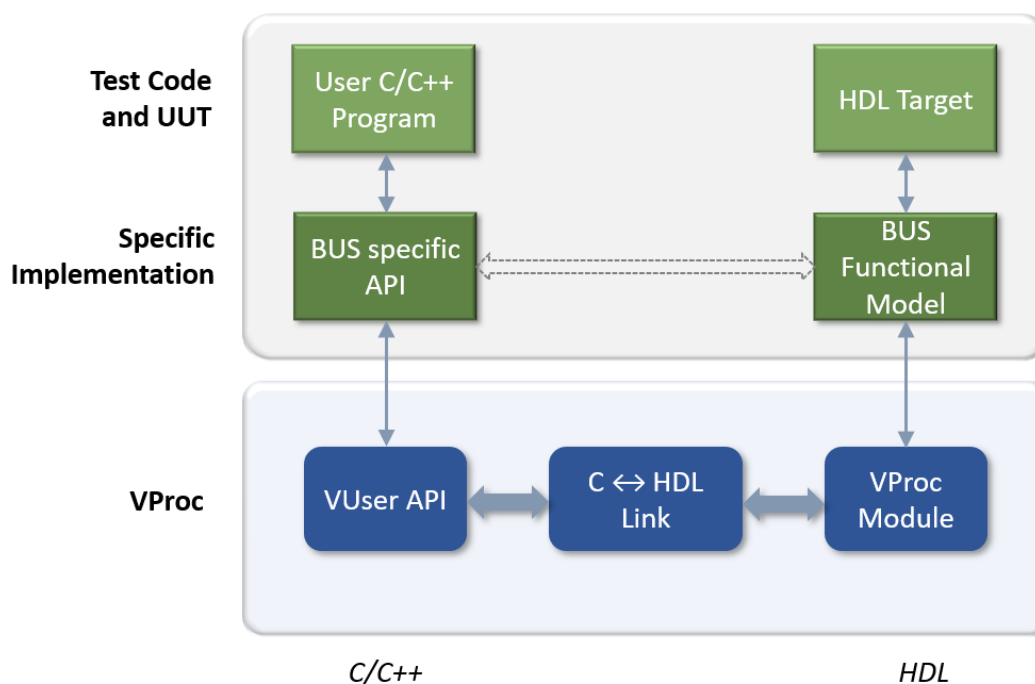 Test Code
and UUT
User C/C++
Program
HDL Target
Specific
Implementation
BUS specific
API
BUS
Functional
Model
VProc
VUser API
C ↔ HDL
Link
VProc
Module
C/C++
HDL